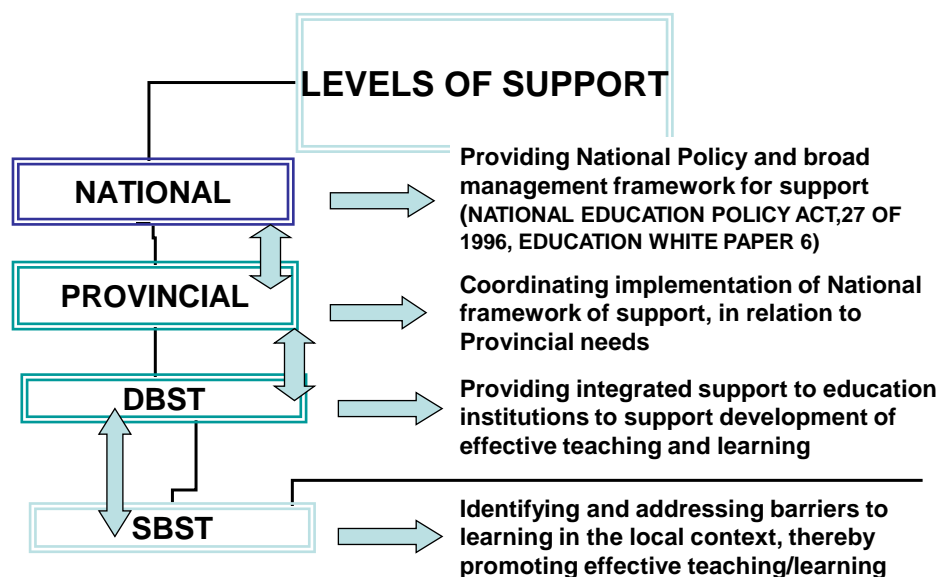 LEVELS OF SUPPORT
NATIONAL
Providing National Policy and broad
management framework for support
(NATIONAL EDUCATION POLICY ACT,27 OF
1996, EDUCATION WHITE PAPER 6)
PROVINCIAL
Coordinating implementation of National
framework of support, in relation to
Provincial needs
DBST
Providing integrated support to education
institutions to support development of
effective teaching and learning
SBST
Identifying and addressing barriers to
learning in the local context, thereby
promoting effective teaching/learning